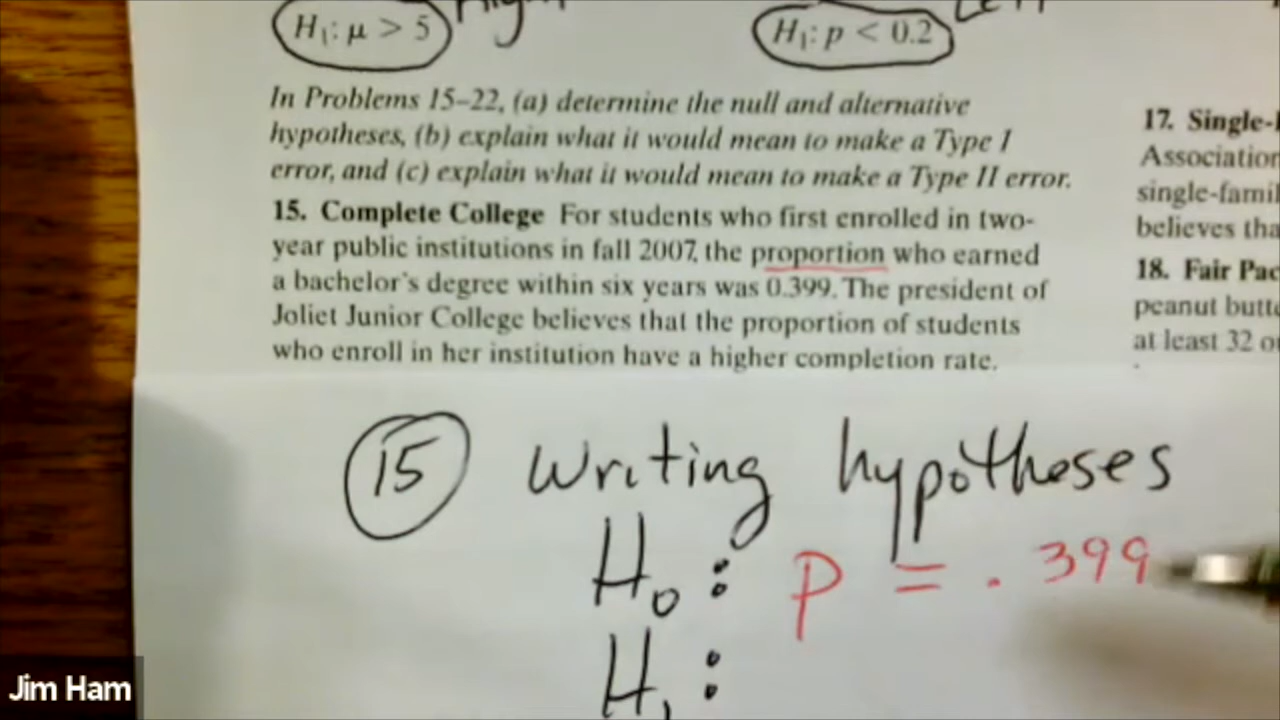 H₁: μ > 5
H₁: p < 0.2
In Problems 15–22, (a) determine the null and alternative
hypotheses, (b) explain what it would mean to make a Type I
error, and (c) explain what it would mean to make a Type II error.
15. Complete College For students who first enrolled in two-
year public institutions in fall 2007, the proportion who earned
a bachelor's degree within six years was 0.399. The president of
Joliet Junior College believes that the proportion of students
who enroll in her institution have a higher completion rate.
17. Single-
Association
single-famil
believes tha
18. Fair Pac
peanut butte
at least 32 o
15 Writing hypotheses
H₀: P = .399
H₁:
Jim Ham